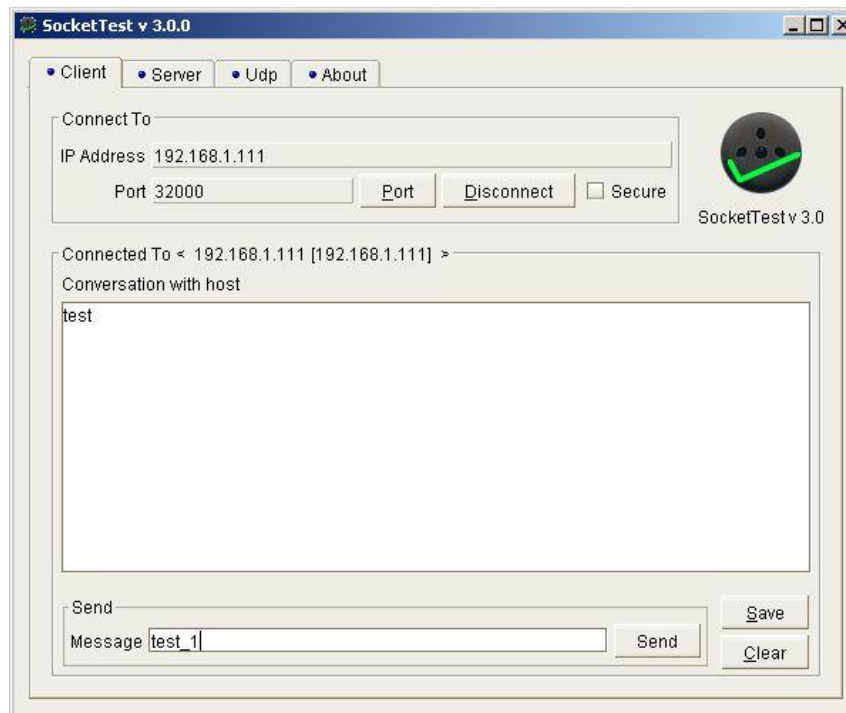 SocketTest v 3.0.0
Client Server Udp About
Connect To
IP Address 192.168.1.111
Port 32000 Port Disconnect Secure
SocketTest v 3.0
Connected To < 192.168.1.111 [192.168.1.111] >
Conversation with host
test
Send
Message test_1 Send
Save
Clear